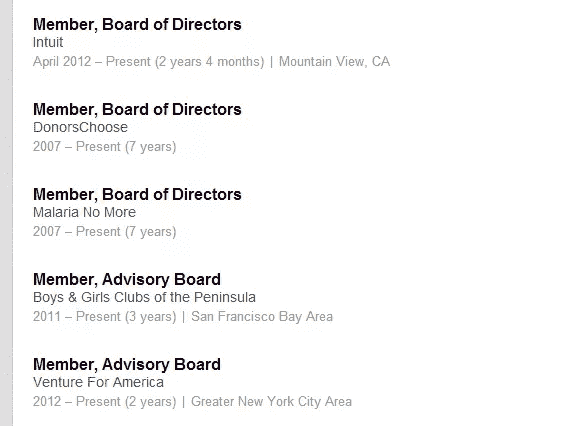 Member, Board of Directors
Intuit
April 2012 – Present (2 years 4 months) | Mountain View, CA
Member, Board of Directors
DonorsChoose
2007 – Present (7 years)
Member, Board of Directors
Malaria No More
2007 – Present (7 years)
Member, Advisory Board
Boys & Girls Clubs of the Peninsula
2011 – Present (3 years) | San Francisco Bay Area
Member, Advisory Board
Venture For America
2012 – Present (2 years) | Greater New York City Area